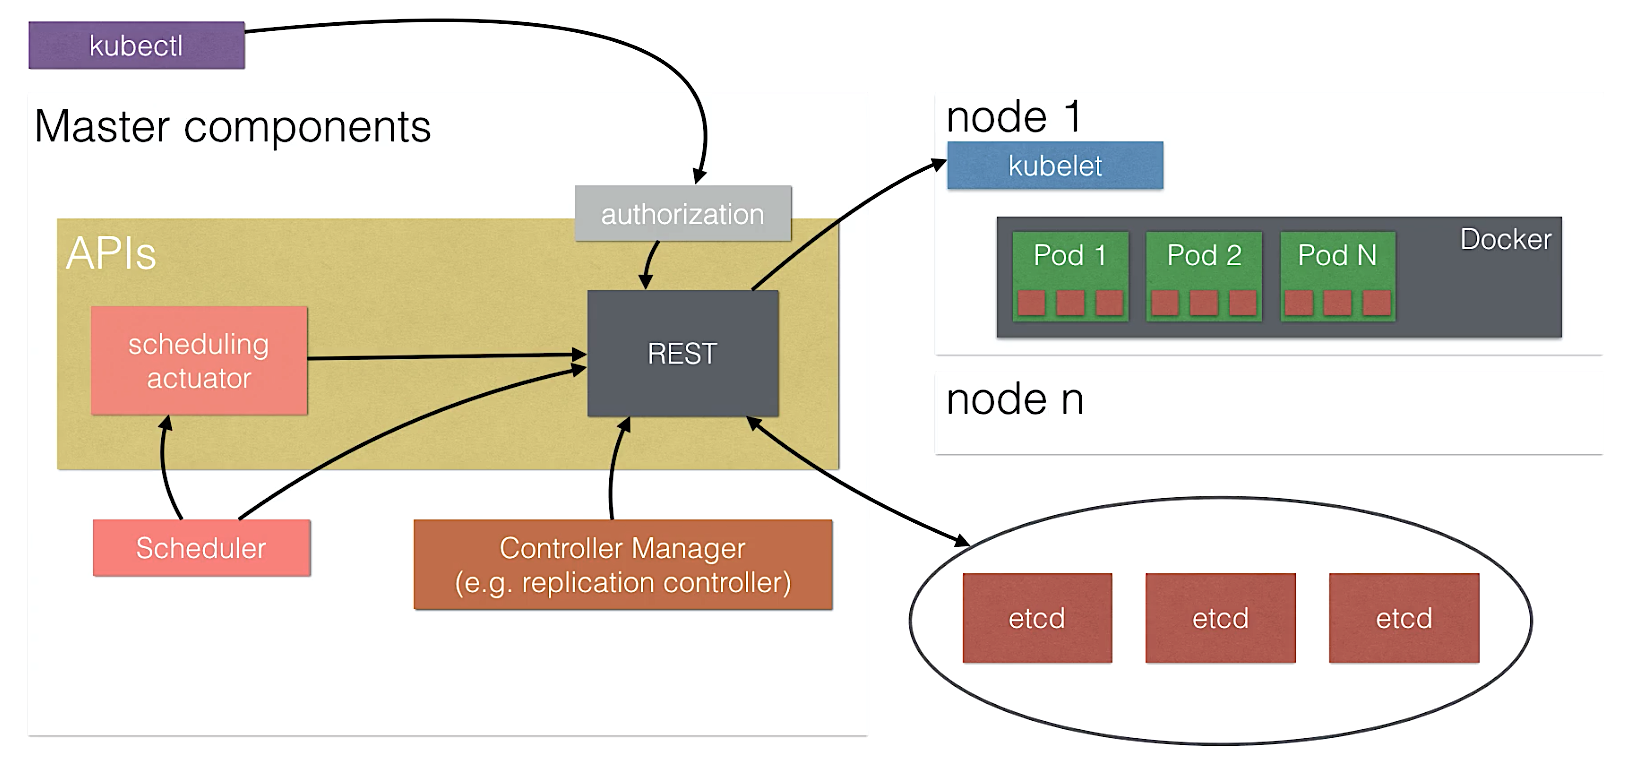 kubectl
Master components
authorization
APIs
scheduling
actuator
REST
Scheduler
Controller Manager
(e.g. replication controller)
node 1
kubelet
Docker
Pod 1
Pod 2
Pod N
node n
etcd
etcd
etcd